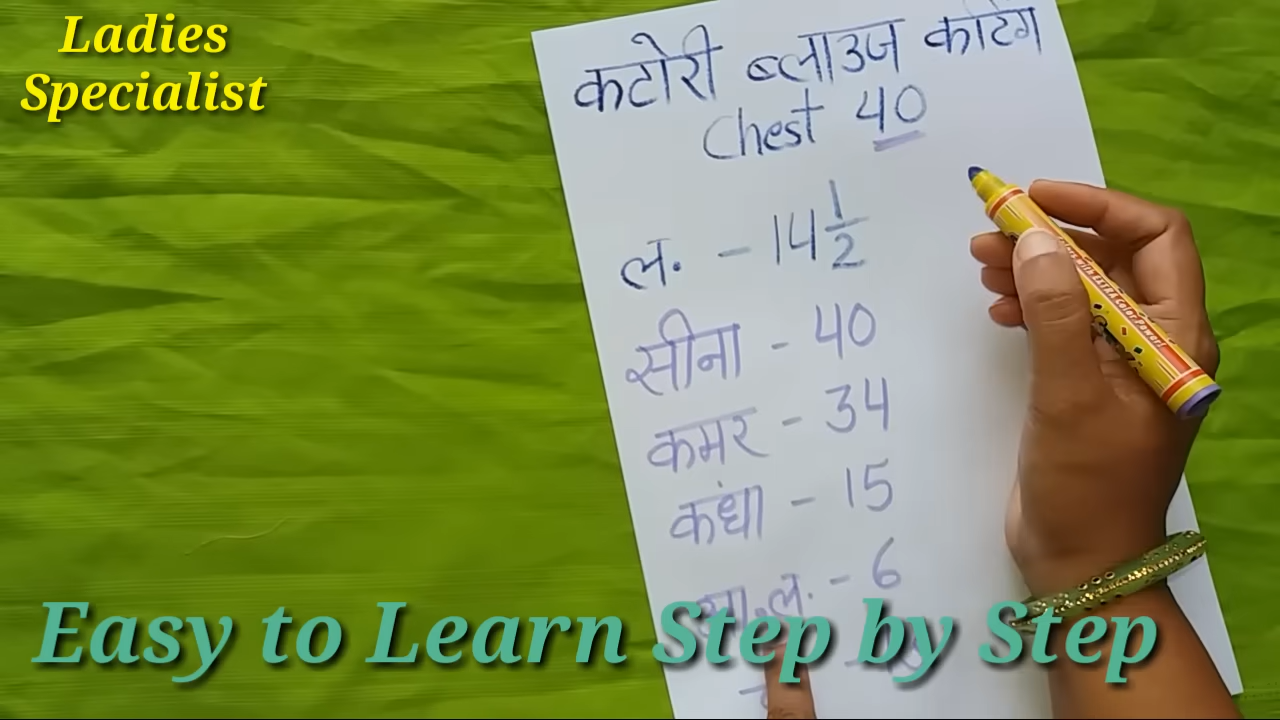 Ladies
Specialist
कटोरी ब्लाउज कटिंग
Chest 40
ल. - 14 1/2
सीना - 40
कमर - 34
कंधा - 15
ल. - 6
Easy to Learn Step by Step